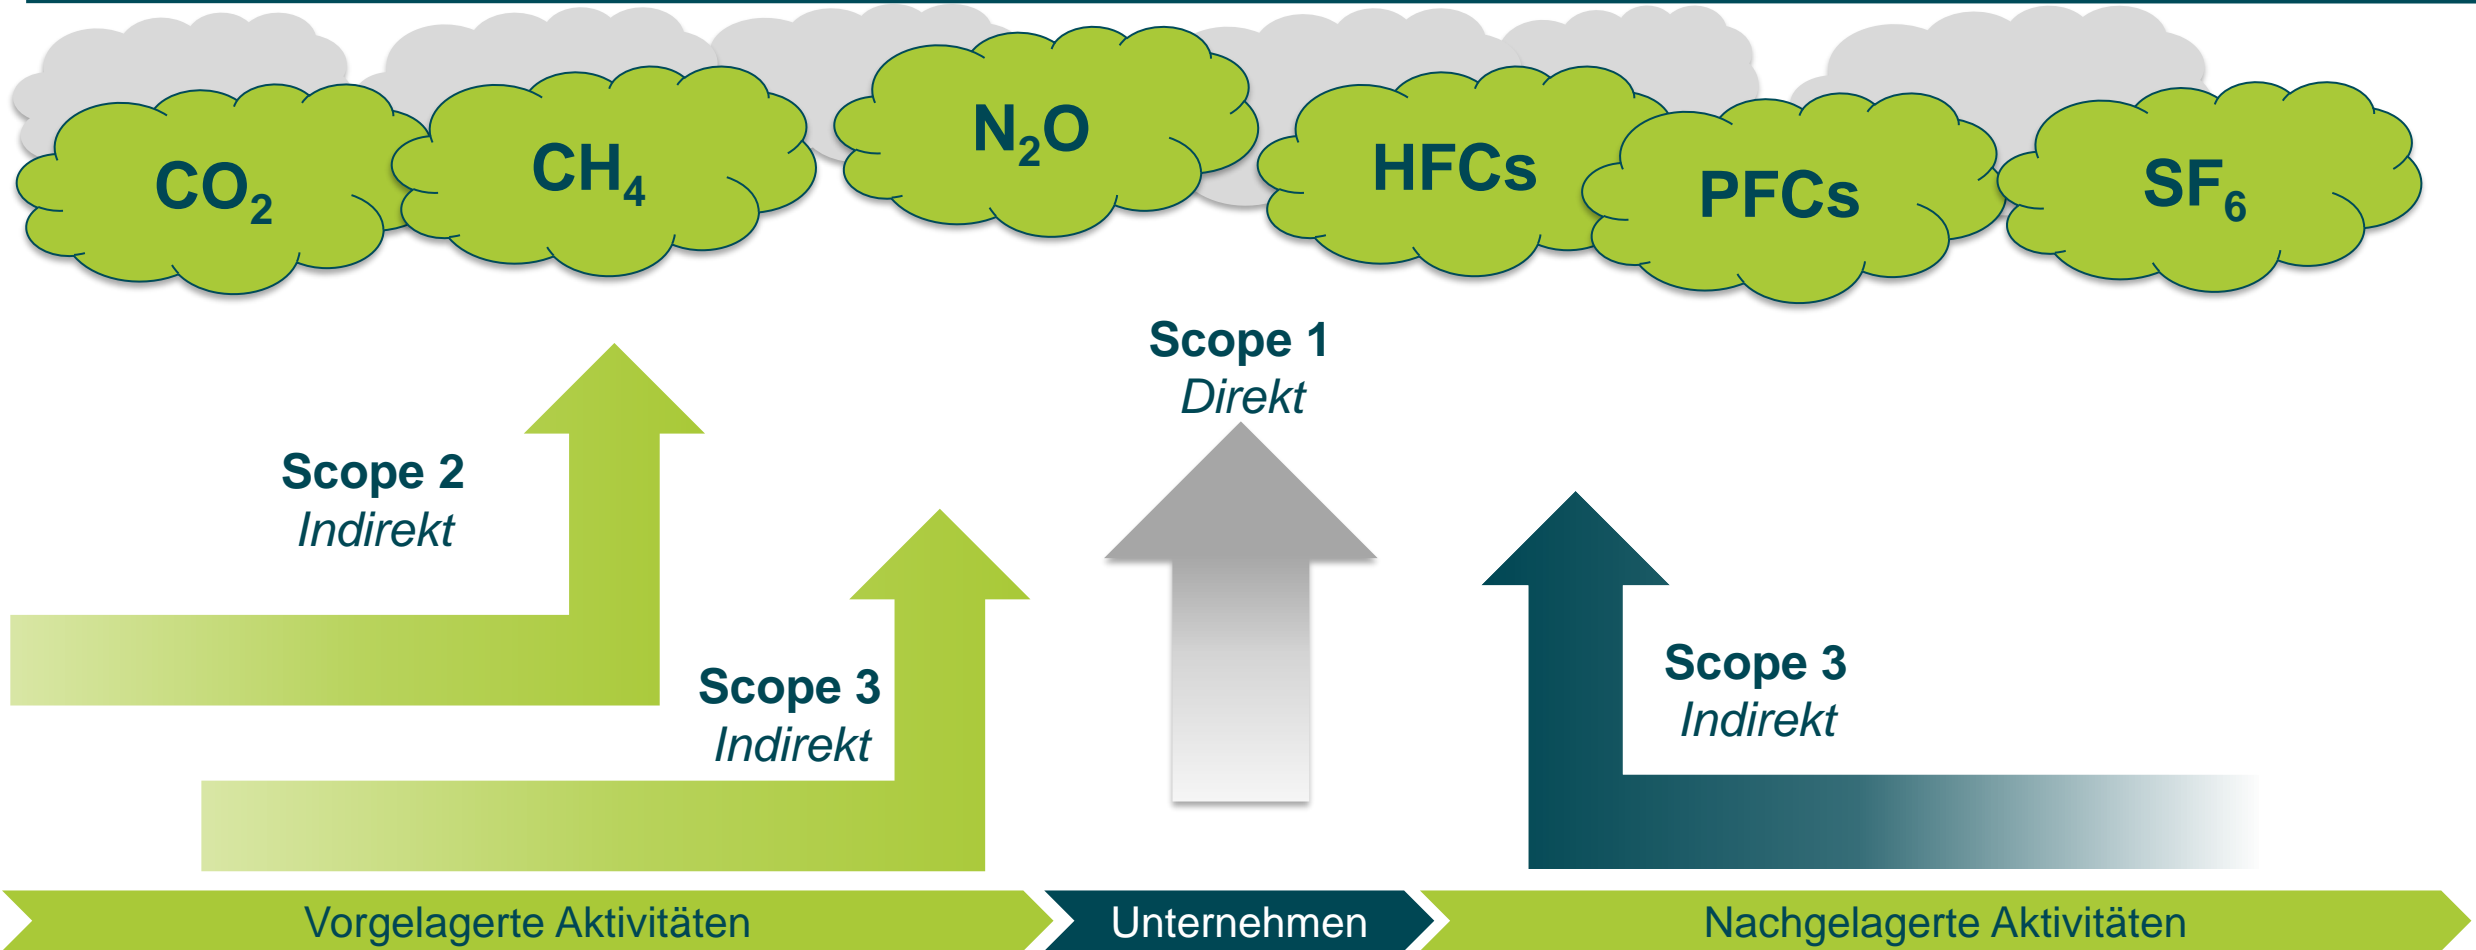 CO₂
CH₄
N₂O
HFCs
PFCs
SF₆
Scope 1
Direkt
Scope 2
Indirekt
Scope 3
Indirekt
Scope 3
Indirekt
Vorgelagerte Aktivitäten
Unternehmen
Nachgelagerte Aktivitäten